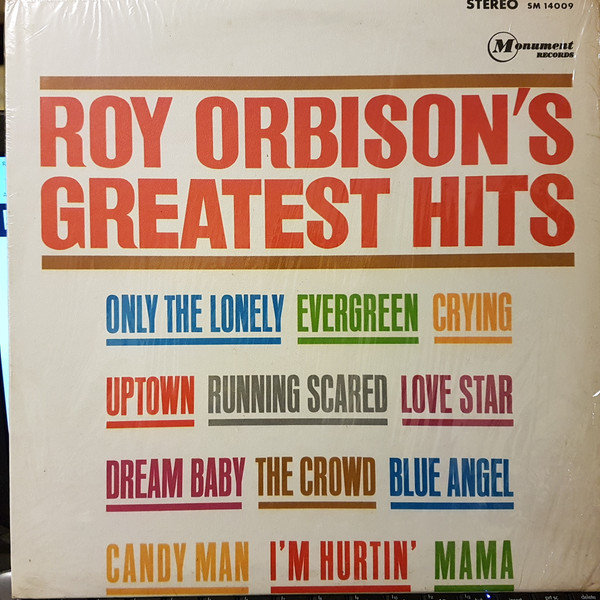 STEREO SM 14009
Monument
RECORDS
ROY ORBISON'S
GREATEST HITS
ONLY THE LONELY EVERGREEN CRYING
UPTOWN RUNNING SCARED LOVE STAR
DREAM BABY THE CROWD BLUE ANGEL
CANDY MAN I'M HURTIN' MAMA
delete